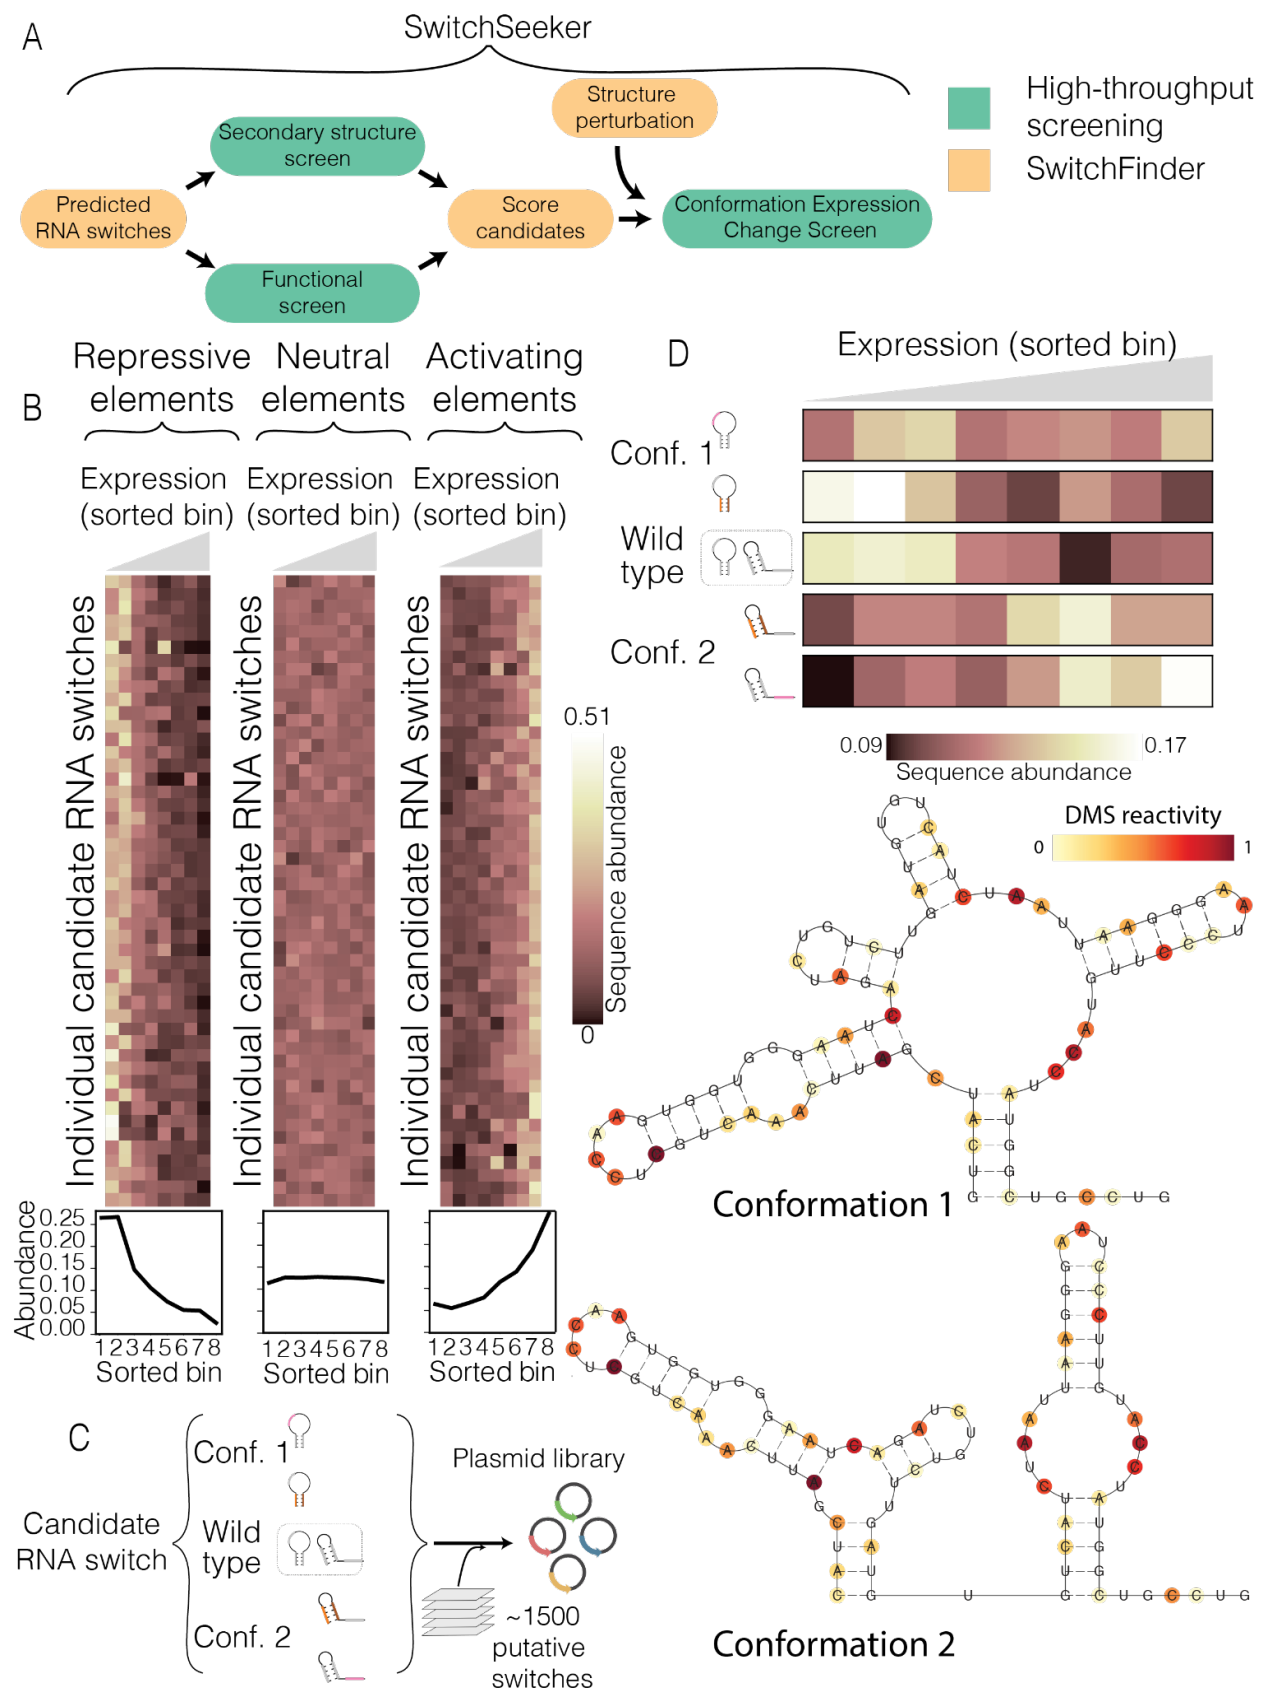 A
SwitchSeeker
Structure
perturbation
High-throughput
screening
SwitchFinder
Secondary structure
screen
Predicted
RNA switches
Score
candidates
Conformation Expression
Change Screen
Functional
screen
B
Repressive
elements
Neutral
elements
Activating
elements
Expression
(sorted bin)
Expression
(sorted bin)
Expression
(sorted bin)
Individual candidate RNA switches
Individual candidate RNA switches
Individual candidate RNA switches
0.51
Sequence abundance
0
Abundance
0.25
0.20
0.15
0.10
0.05
0.00
12345678
Sorted bin
12345678
Sorted bin
12345678
Sorted bin
D
Expression (sorted bin)
Conf. 1
Wild
type
Conf. 2
0.09
0.17
Sequence abundance
DMS reactivity
0
1
Conformation 1
Conformation 2
C
Candidate
RNA switch
Conf. 1
Wild
type
Conf. 2
Plasmid library
~1500
putative
switches